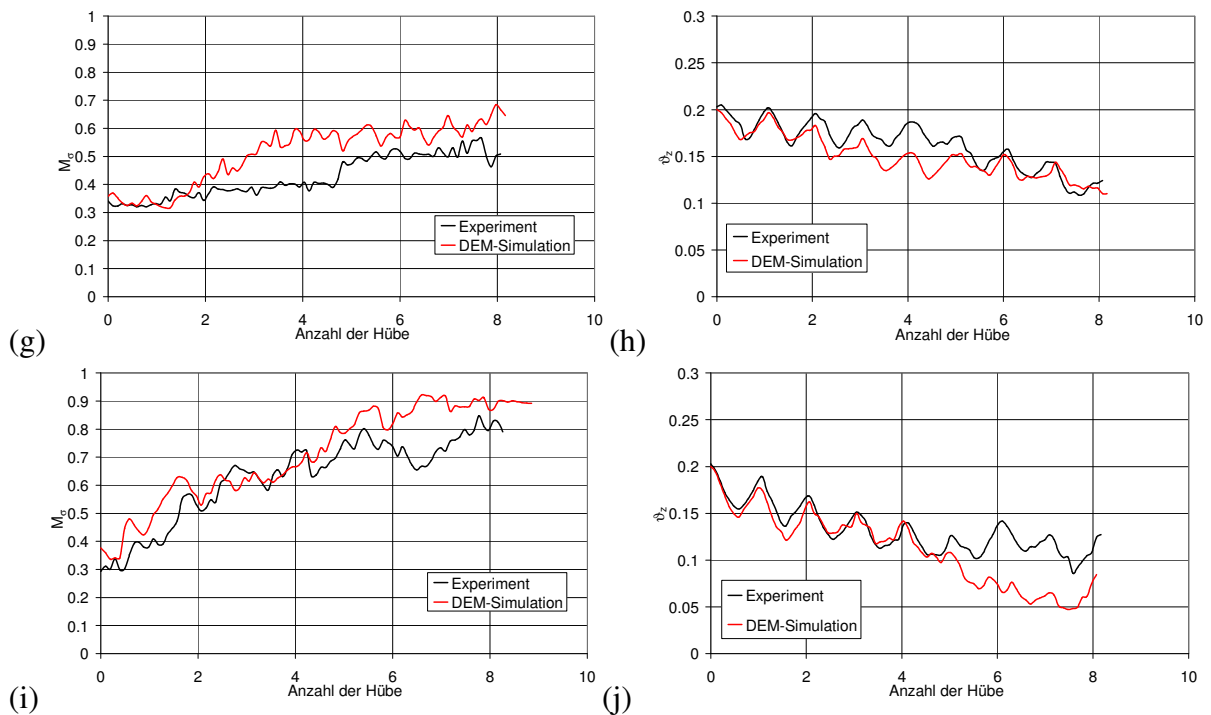 1
0.9
0.8
0.7
0.6
0.5
0.4
0.3
0.2
0.1
0
Mσ
0 2 4 6 8 10
Anzahl der Hübe
Experiment
DEM-Simulation
(g)
0.3
0.25
0.2
0.15
0.1
0.05
0
ϑz
0 2 4 6 8 10
Anzahl der Hübe
Experiment
DEM-Simulation
(h)
1
0.9
0.8
0.7
0.6
0.5
0.4
0.3
0.2
0.1
0
Mσ
0 2 4 6 8 10
Anzahl der Hübe
Experiment
DEM-Simulation
(i)
0.3
0.25
0.2
0.15
0.1
0.05
0
ϑz
0 2 4 6 8 10
Anzahl der Hübe
Experiment
DEM-Simulation
(j)